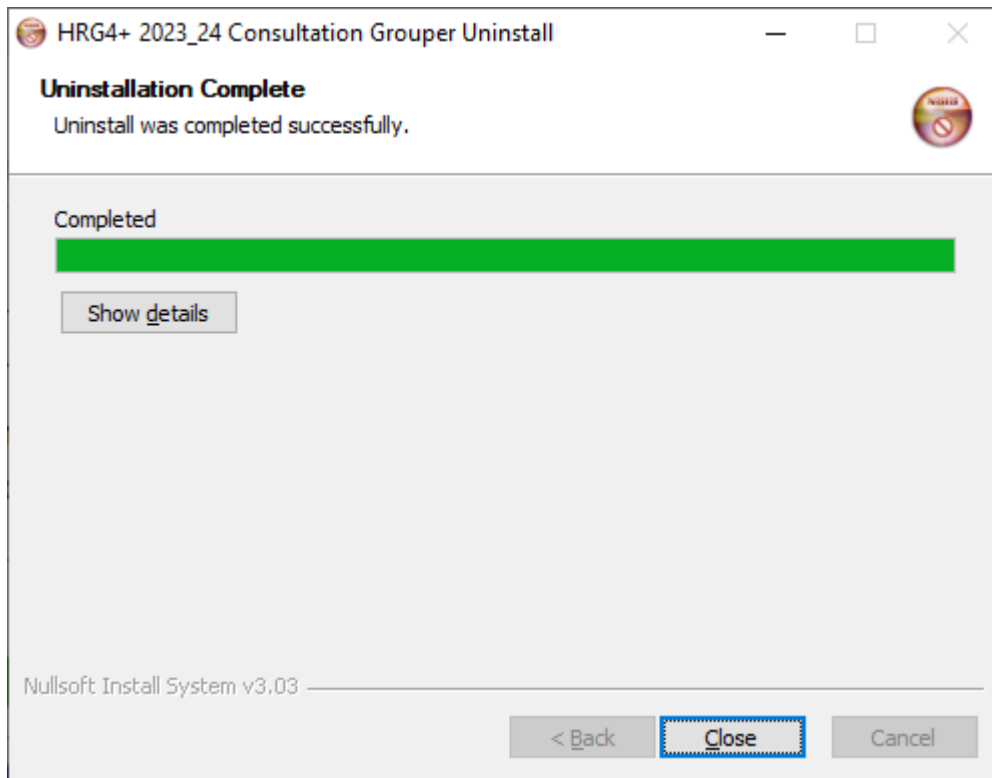 HRG4+ 2023_24 Consultation Grouper Uninstall
Uninstallation Complete
Uninstall was completed successfully.
Completed
Show details
Nullsoft Install System v3.03
< Back
Close
Cancel